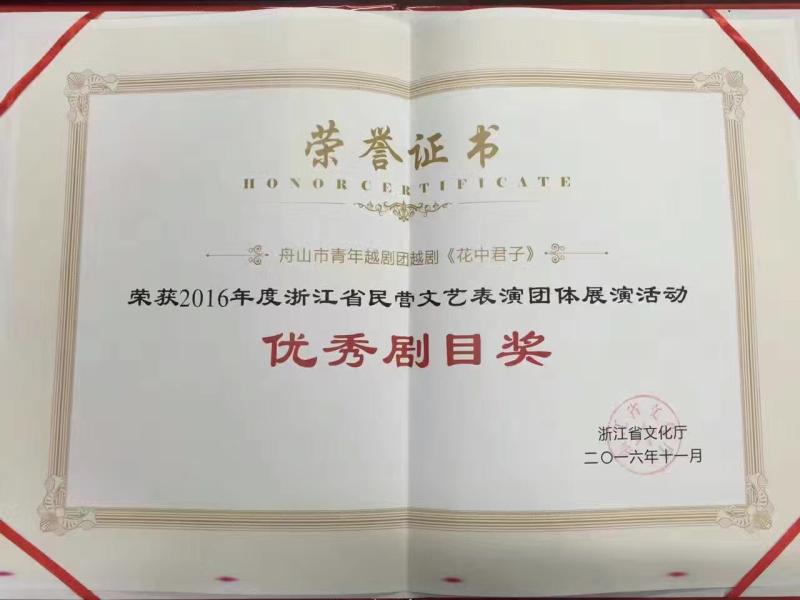 荣誉证书
HONOR CERTIFICATE
舟山市青年越剧团越剧《花中君子》
荣获2016年度浙江省民营文艺表演团体展演活动
优秀剧目奖
浙江省文化厅
二〇一六年十一月